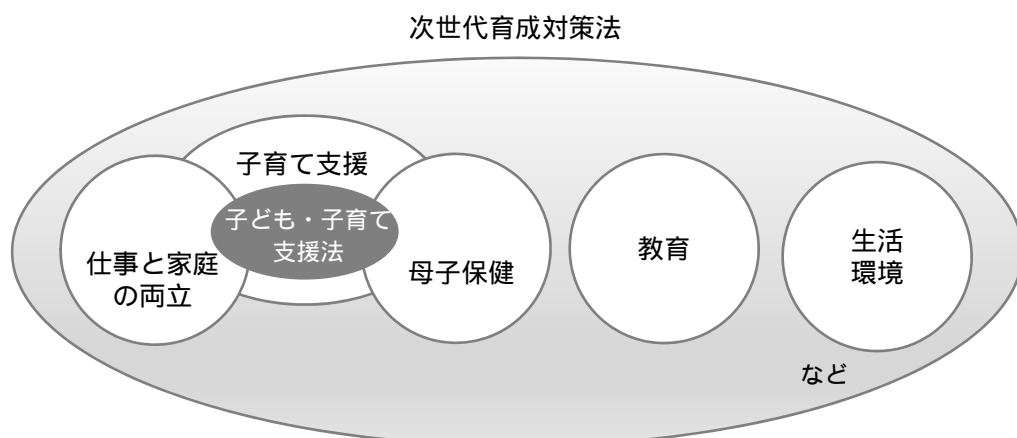 次世代育成対策法
子育て支援
子ども・子育て
支援法
仕事と家庭
の両立
母子保健
教育
生活
環境
など